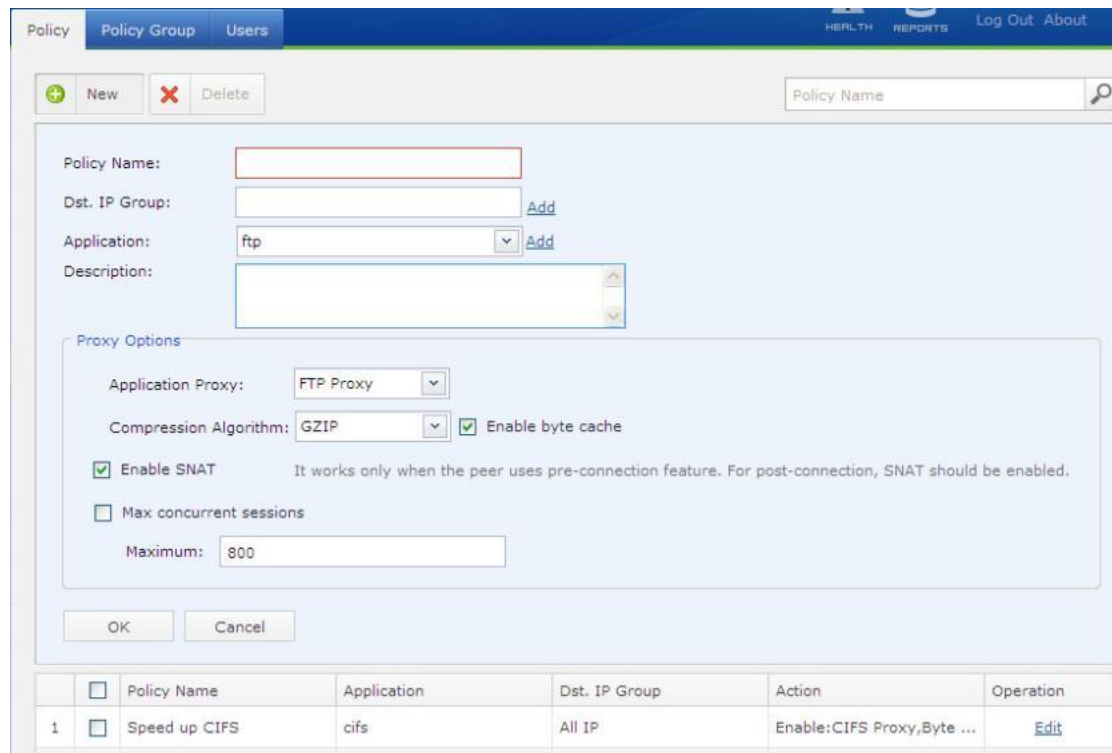 HEALTH REPORTS Log Out About
Policy Policy Group Users
New Delete Policy Name
Policy Name:
Dst. IP Group: Add
Application: ftp Add
Description:
Proxy Options
Application Proxy: FTP Proxy
Compression Algorithm: GZIP Enable byte cache
Enable SNAT It works only when the peer uses pre-connection feature. For post-connection, SNAT should be enabled.
Max concurrent sessions
Maximum: 800
OK Cancel
Policy Name Application Dst. IP Group Action Operation
1 Speed up CIFS cifs All IP Enable:CIFS Proxy,Byte ... Edit